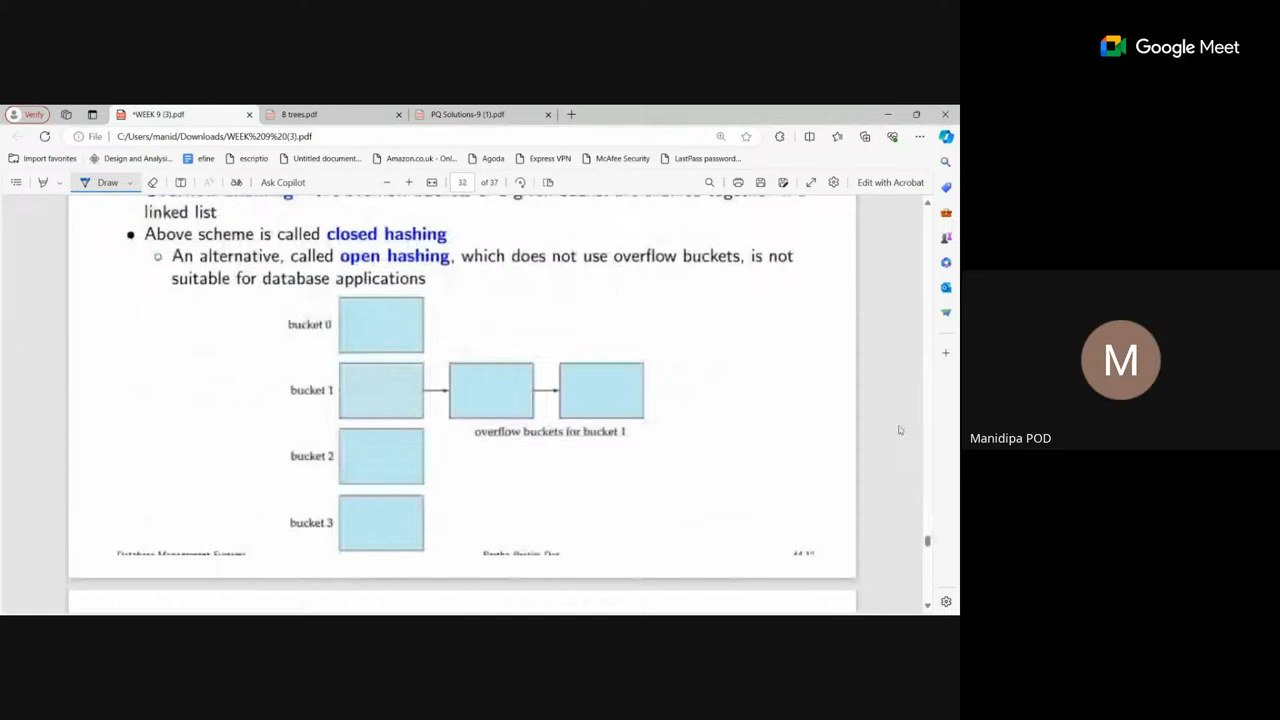 Google Meet
Verify
*WEEK 9 (3).pdf
B trees.pdf
PQ Solutions-9 (1).pdf
File
C:/Users/manid/Downloads/WEEK%209%20(3).pdf
Import favorites
Design and Analysi...
efine
escriptio
Untitled document...
Amazon.co.uk - Onl...
Agoda
Express VPN
McAfee Security
LastPass password...
Draw
Ask Copilot
32 of 37
Edit with Acrobat
linked list
• Above scheme is called closed hashing
○ An alternative, called open hashing, which does not use overflow buckets, is not
suitable for database applications
bucket 0
bucket 1
overflow buckets for bucket 1
bucket 2
bucket 3
Database Management Systems
M
Manidipa POD